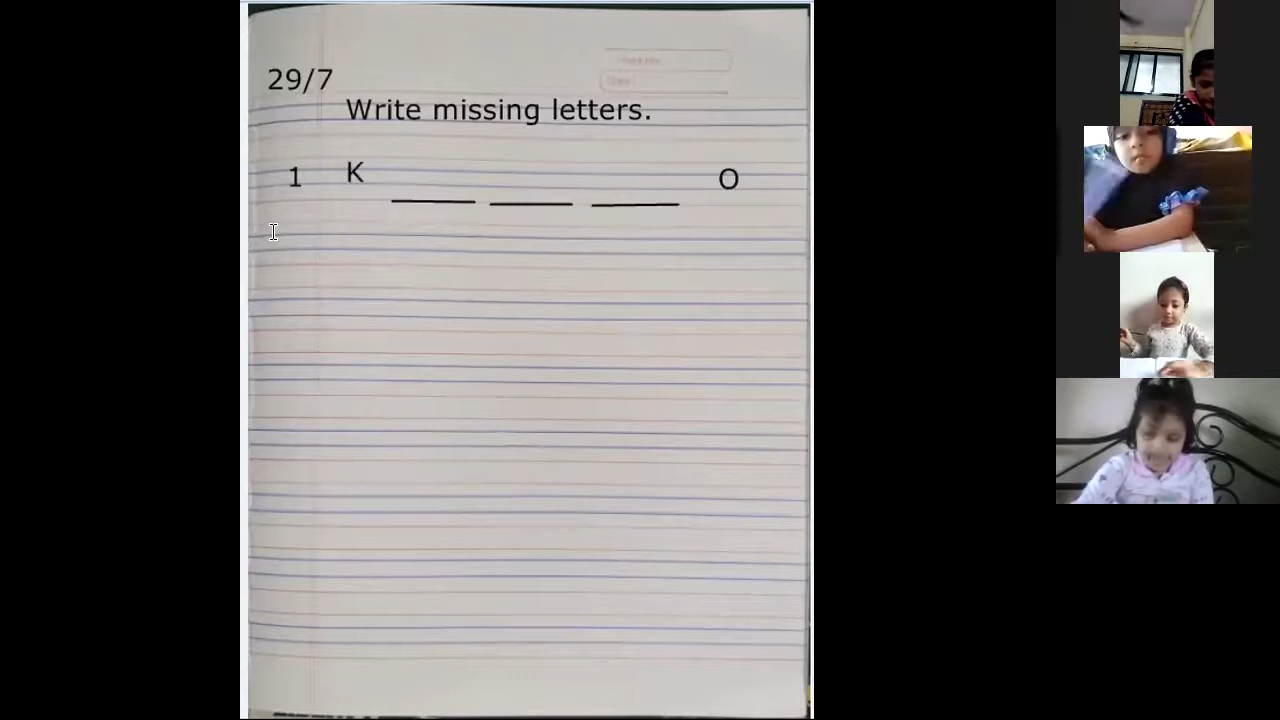 29/7
Write missing letters.
1 K ___ ___ ___ O